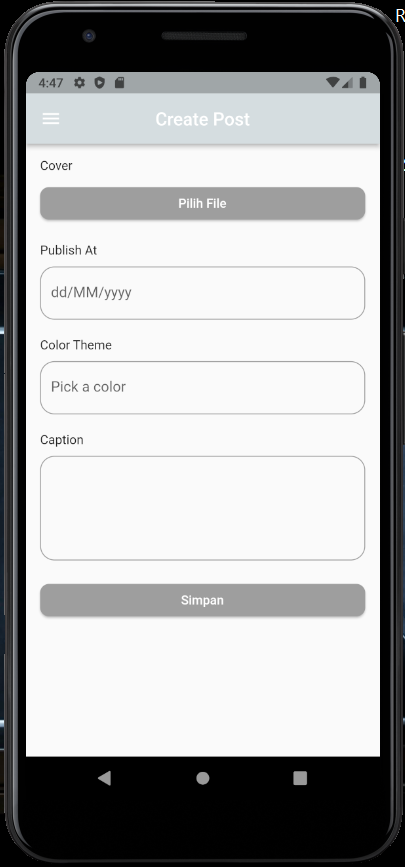 R
4:47
Create Post
Cover
Pilih File
Publish At
dd/MM/yyyy
Color Theme
Pick a color
Caption
Simpan